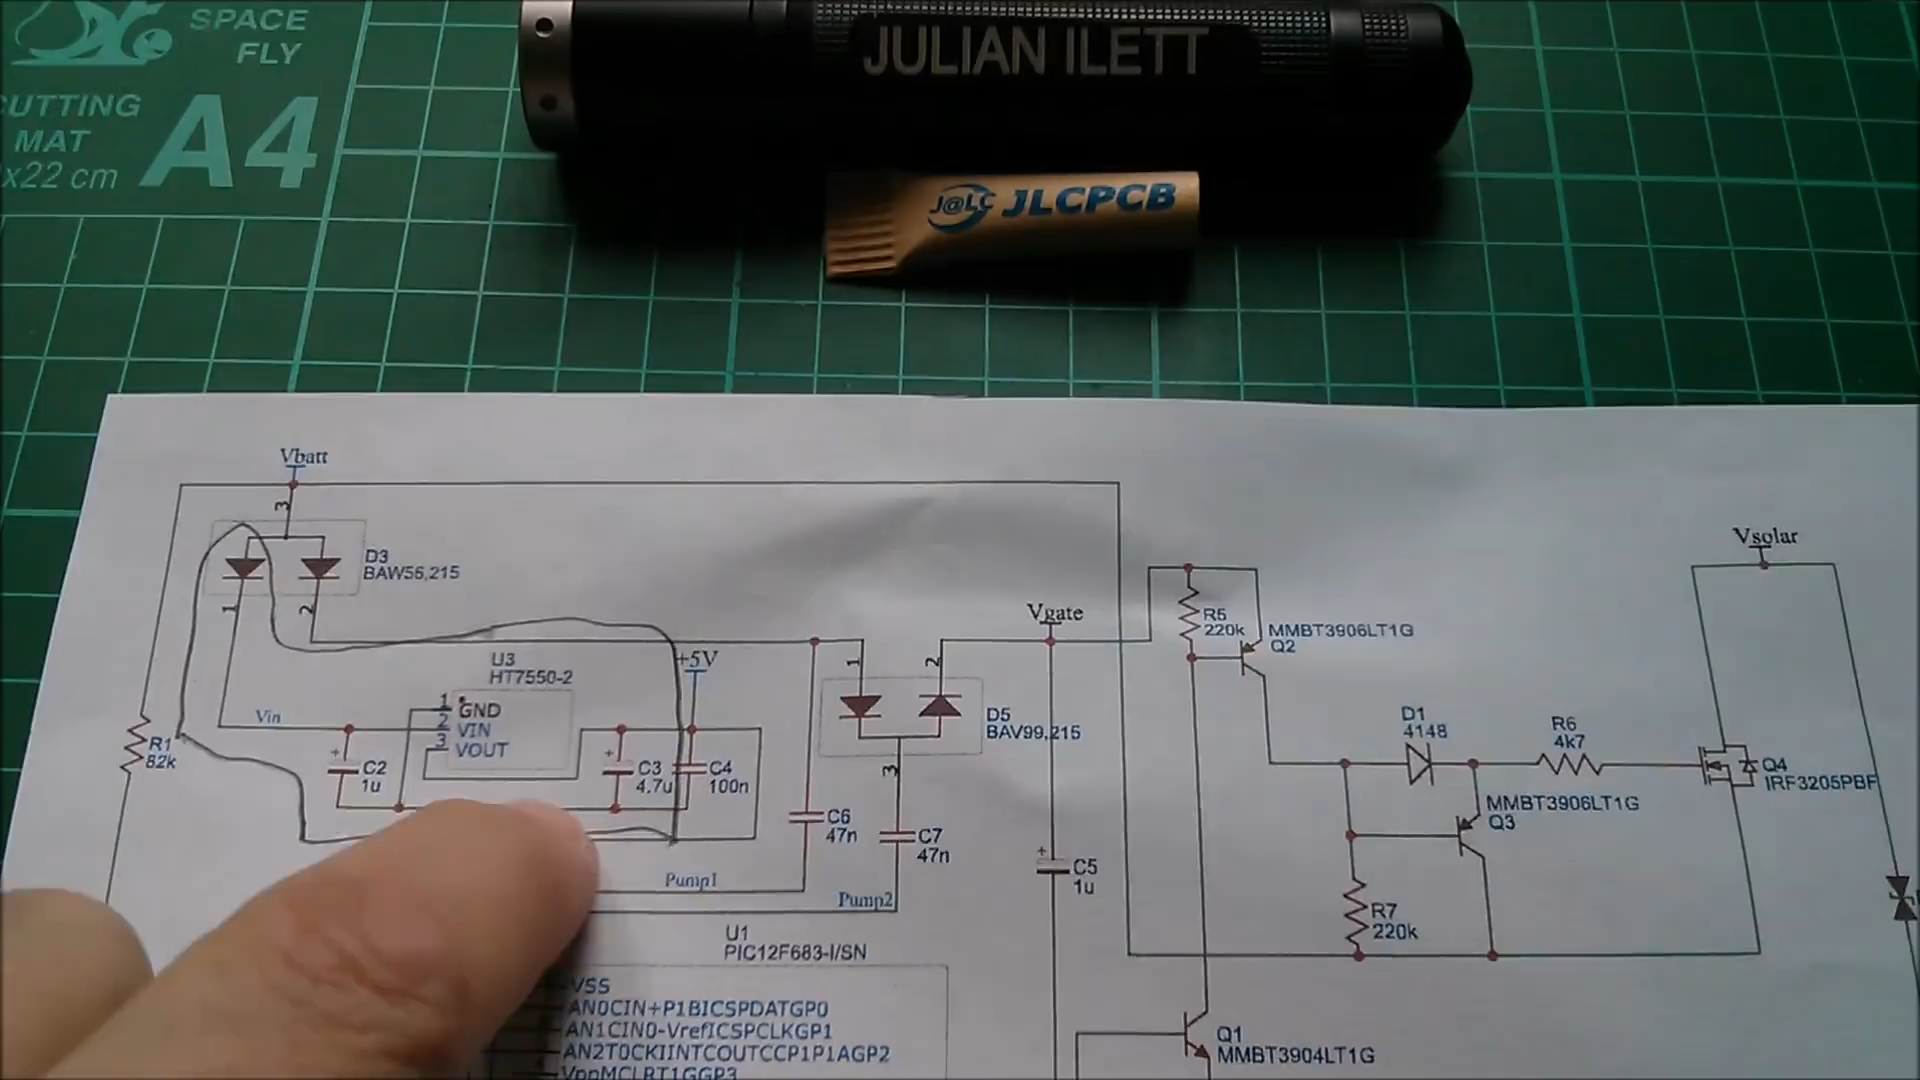 SPACE
FLY
CUTTING
MAT
A4
x22 cm
JULIAN ILETT
J@LC JLCPCB
Vbatt
3
D3
BAW56,215
1
2
Vsolar
Vgate
R5
220k
MMBT3906LT1G
Q2
U3
HT7550-2
+5V
1
2
Vin
1
GND
2
VIN
3
VOUT
D5
BAV99,215
D1
4148
R6
4k7
R1
82k
+
C2
1u
+
C3
4.7u
C4
100n
3
Q4
IRF3205PBF
MMBT3906LT1G
Q3
C6
47n
C7
47n
+
C5
1u
Pump1
Pump2
R7
220k
U1
PIC12F683-I/SN
VSS
AN0CIN+P1BICSPDATGP0
AN1CIN0-VrefICSPCLKGP1
AN2T0CKIINTCOUTCCP1P1AGP2
VppMCLRT1GGP3
Q1
MMBT3904LT1G